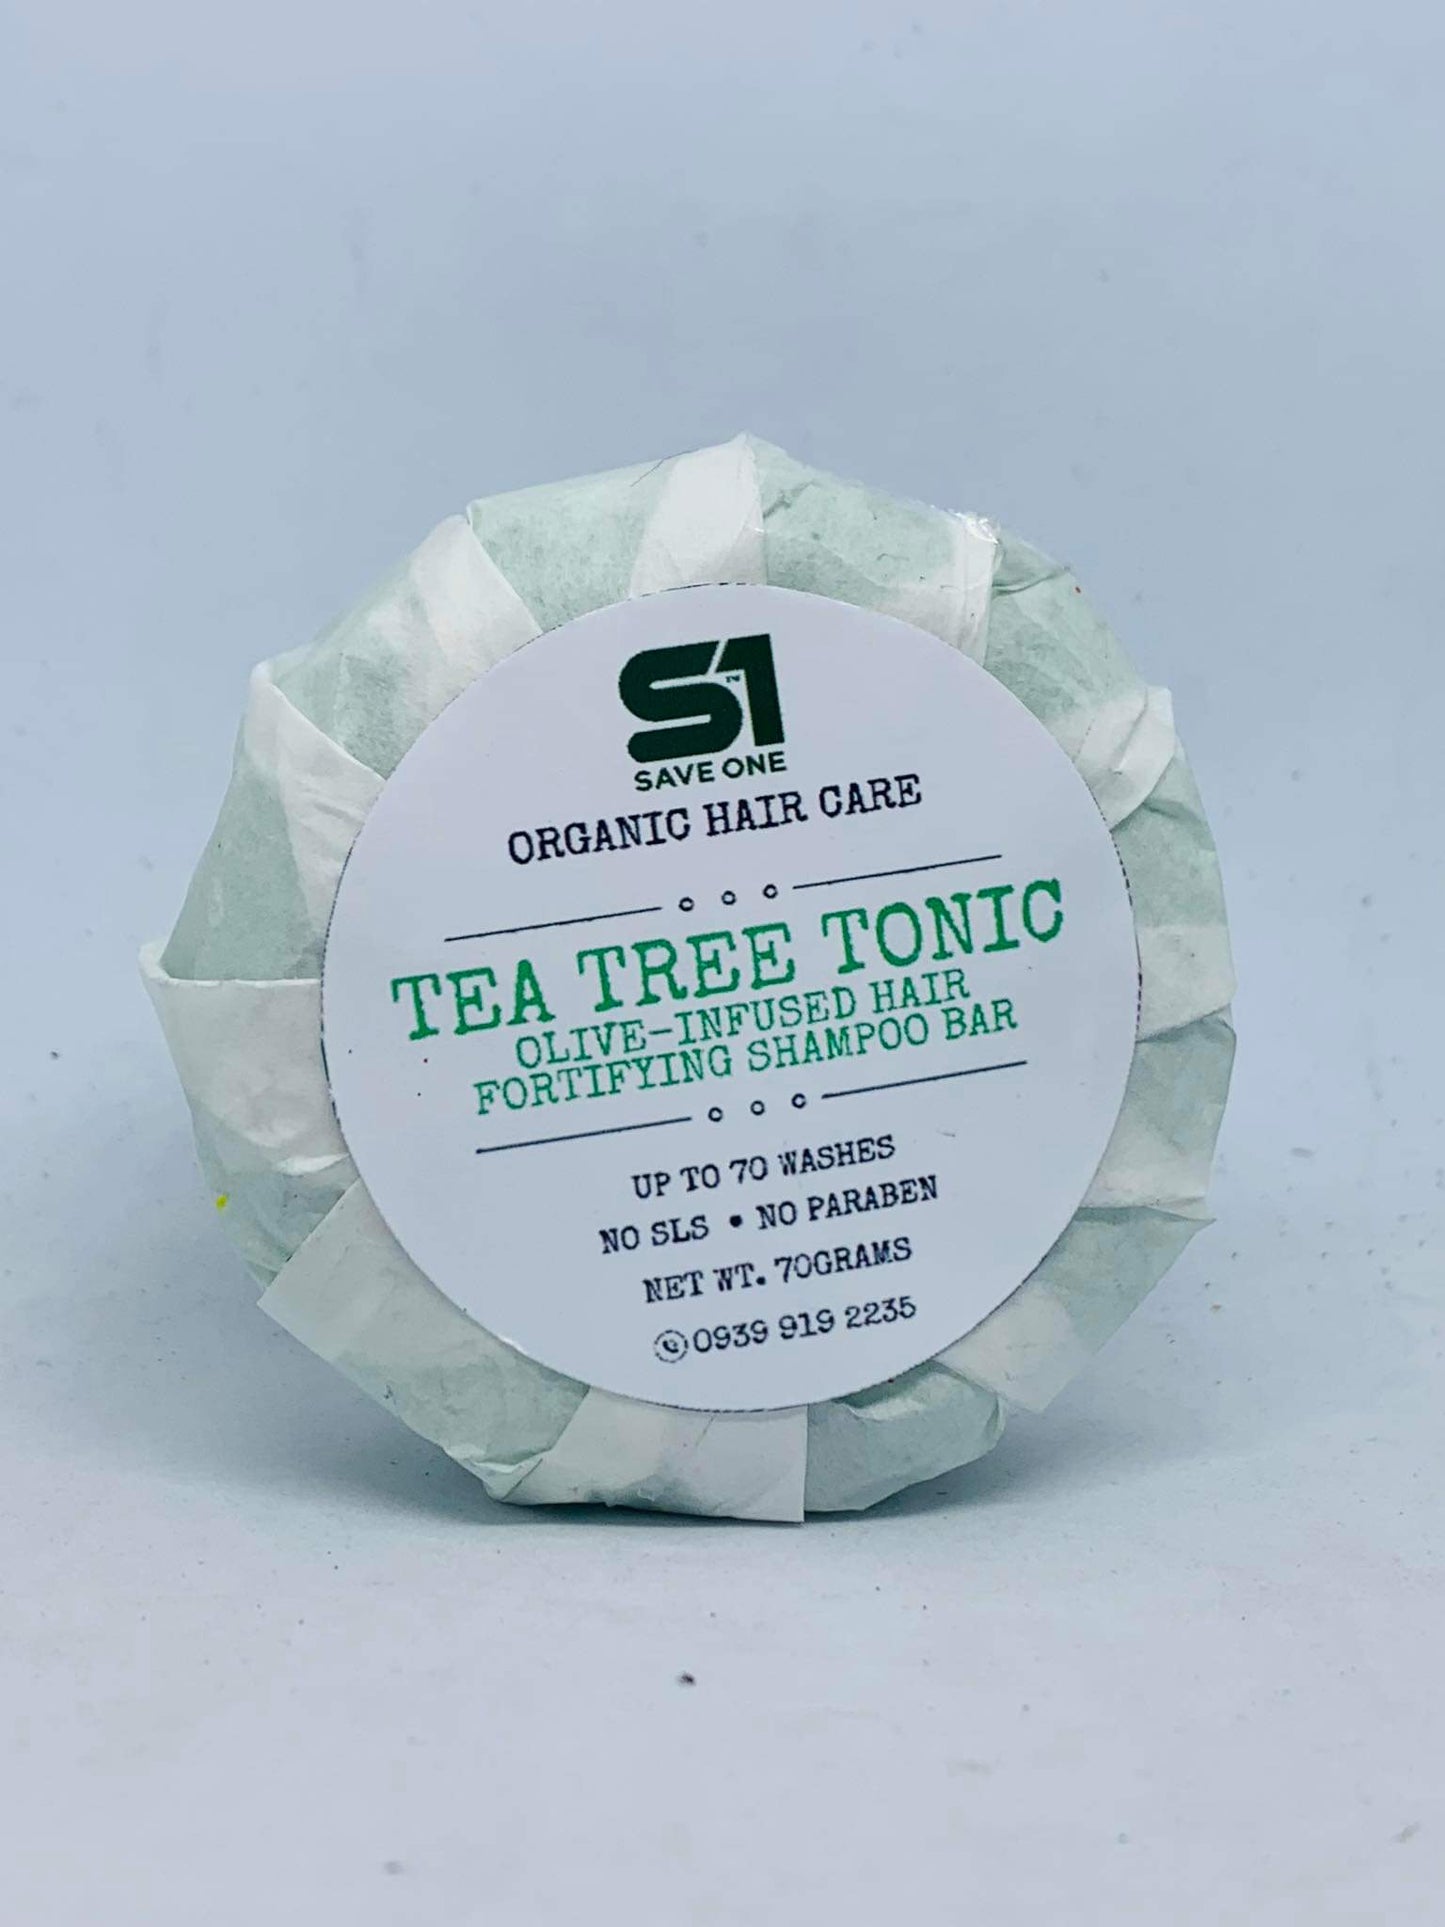 S1
TM
SAVE ONE
ORGANIC HAIR CARE
TEA TREE TONIC
OLIVE-INFUSED HAIR
FORTIFYING SHAMPOO BAR
UP TO 70 WASHES
NO SLS • NO PARABEN
NET WT. 70GRAMS
0939 919 2235